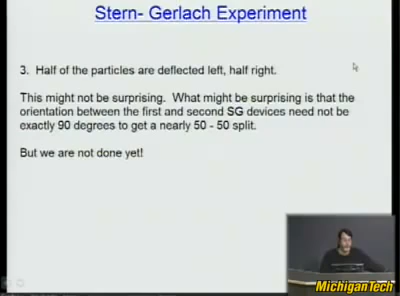 Stern- Gerlach Experiment
3. Half of the particles are deflected left, half right.
This might not be surprising. What might be surprising is that the
orientation between the first and second SG devices need not be
exactly 90 degrees to get a nearly 50 - 50 split.
But we are not done yet!
MichiganTech